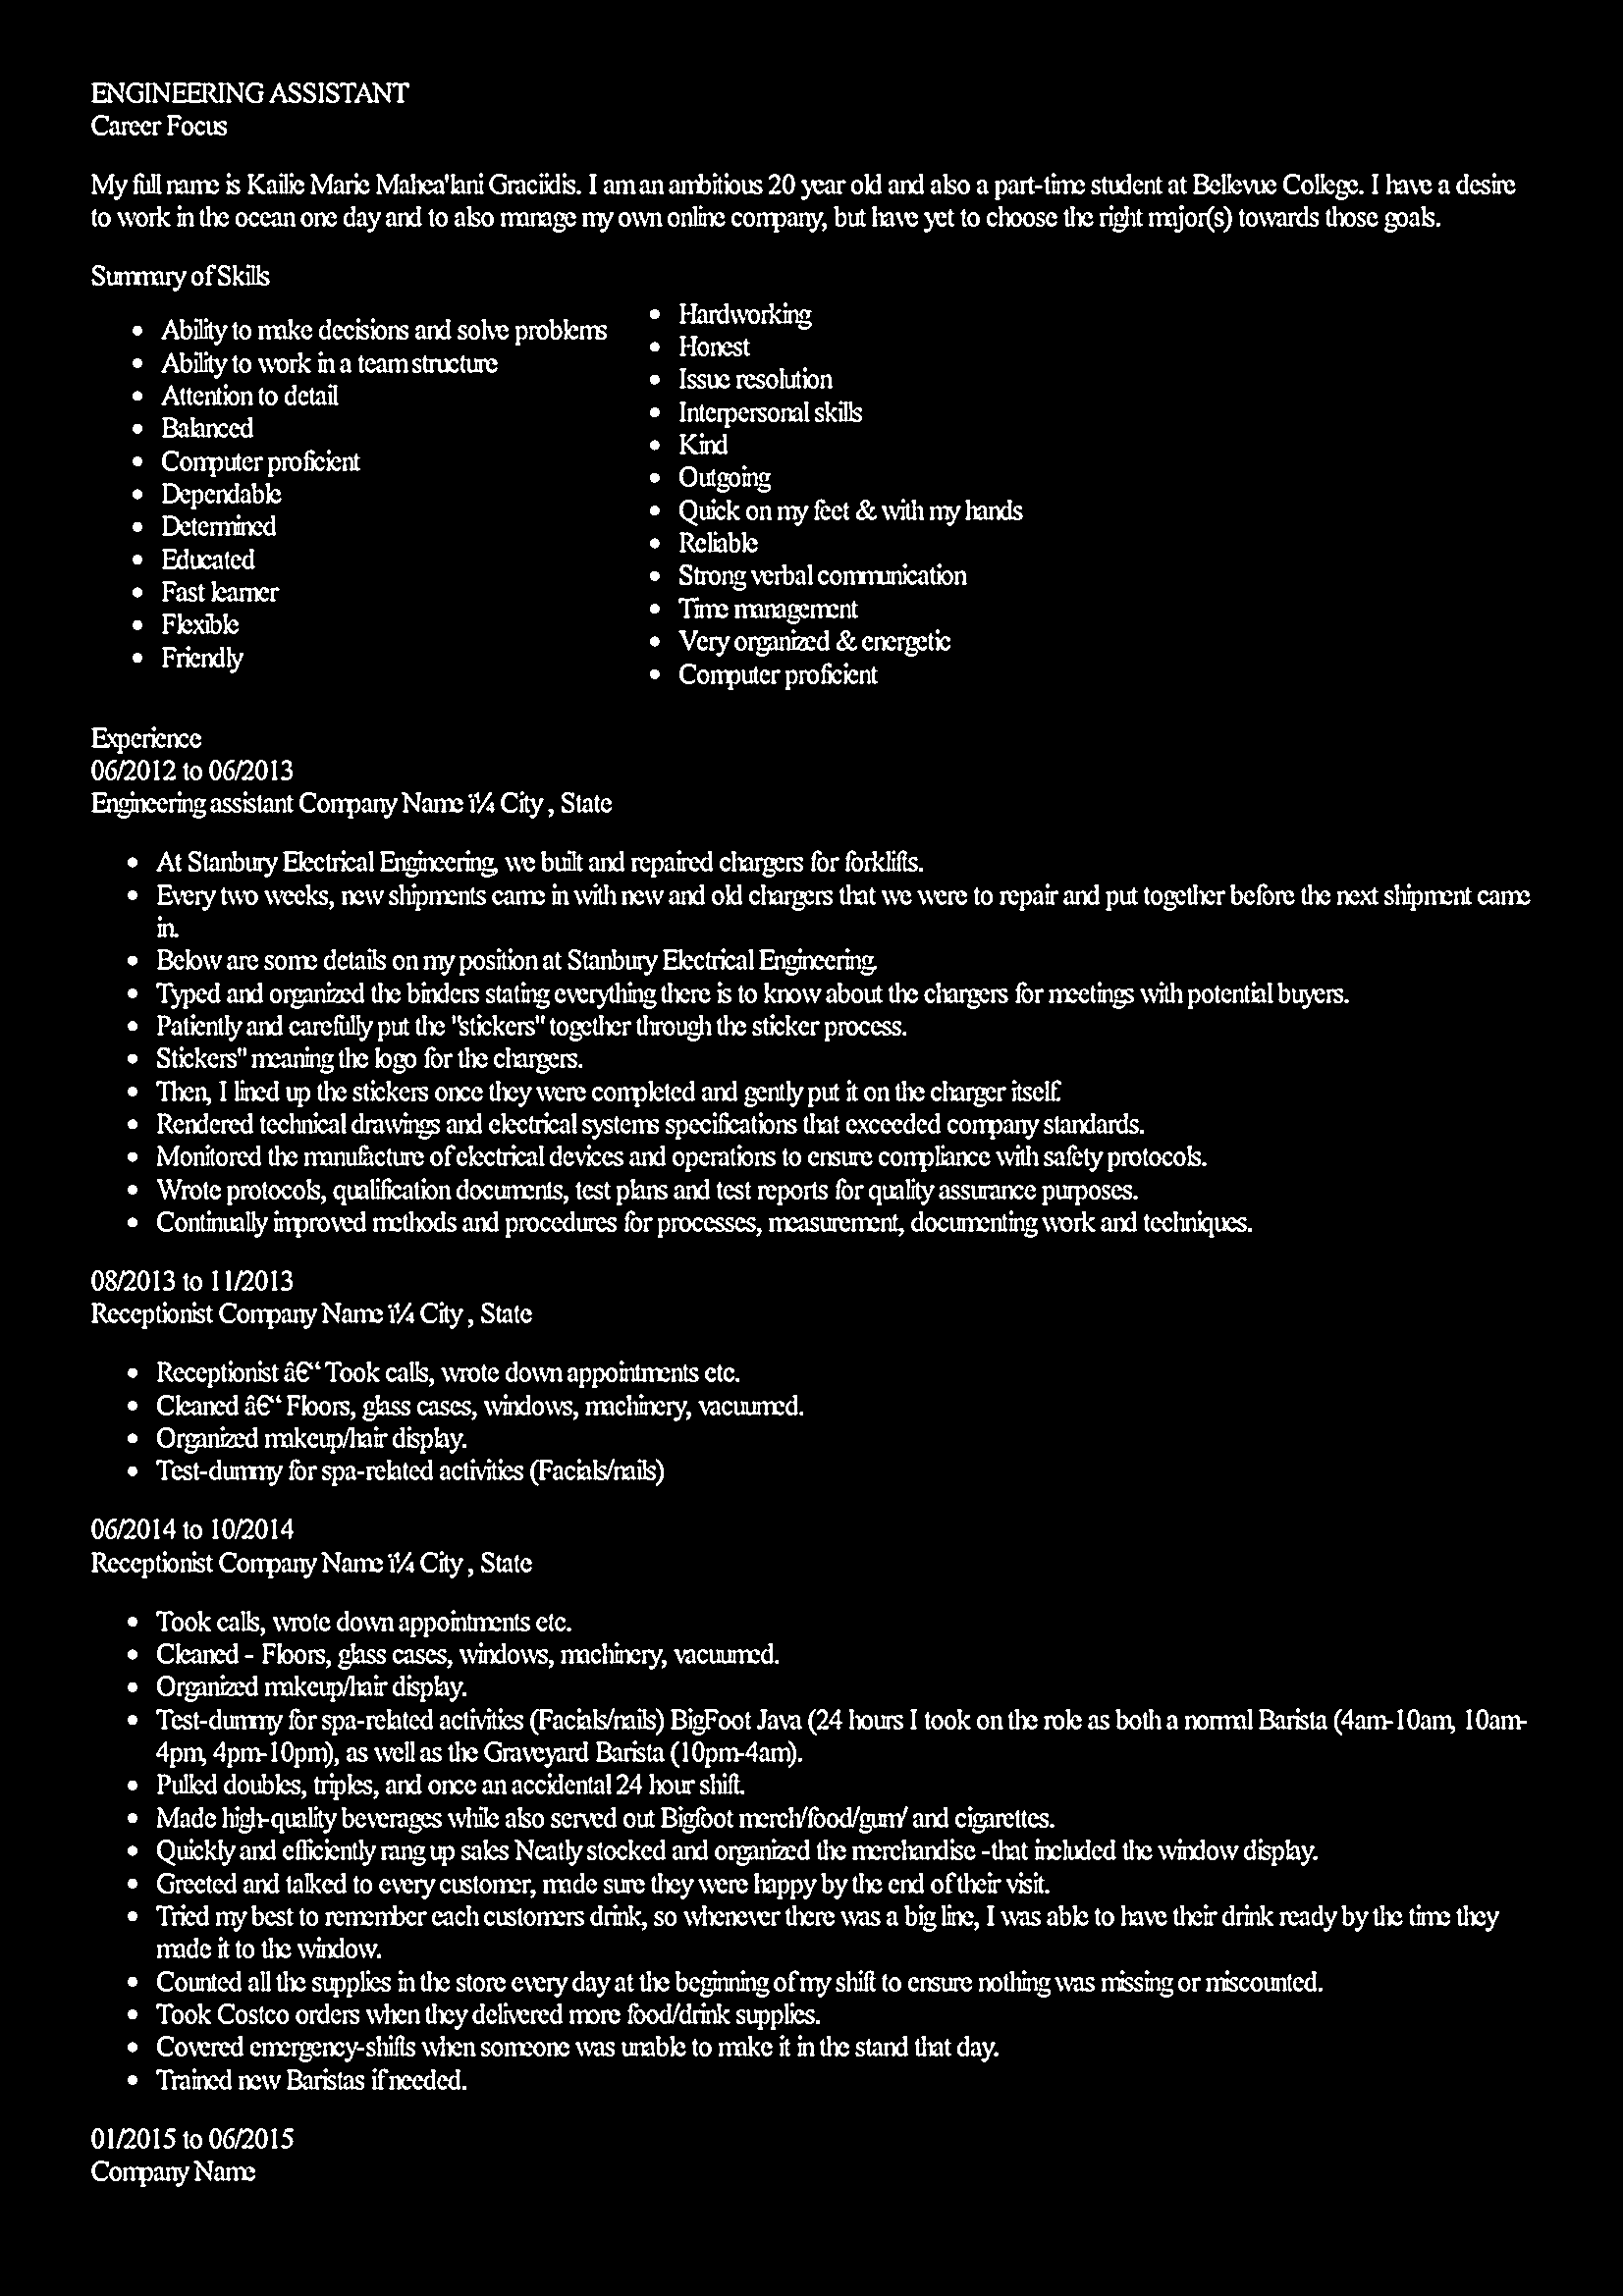 ENGINEERING ASSISTANT
Career Focus
My full name is Kailie Marie Mahea'lani Graciidis. I am an ambitious 20 year old and also a part-time student at Bellevue College. I have a desire
to work in the ocean one day and to also manage my own online company, but have yet to choose the right major(s) towards those goals.
Summary of Skills
• Ability to make decisions and solve problems
• Ability to work in a team structure
• Attention to detail
• Balanced
• Computer proficient
• Dependable
• Determined
• Educated
• Fast learner
• Flexible
• Friendly
• Hardworking
• Honest
• Issue resolution
• Interpersonal skills
• Kind
• Outgoing
• Quick on my feet & with my hands
• Reliable
• Strong verbal communication
• Time management
• Very organized & energetic
• Computer proficient
Experience
06/2012 to 06/2013
Engineering assistant Company Name ï¼ City , State
• At Stanbury Electrical Engineering, we built and repaired chargers for forklifts.
• Every two weeks, new shipments came in with new and old chargers that we were to repair and put together before the next shipment came
in.
• Below are some details on my position at Stanbury Electrical Engineering.
• Typed and organized the binders stating everything there is to know about the chargers for meetings with potential buyers.
• Patiently and carefully put the "stickers" together through the sticker process.
• Stickers" meaning the logo for the chargers.
• Then, I lined up the stickers once they were completed and gently put it on the charger itself.
• Rendered technical drawings and electrical systems specifications that exceeded company standards.
• Monitored the manufacture of electrical devices and operations to ensure compliance with safety protocols.
• Wrote protocols, qualification documents, test plans and test reports for quality assurance purposes.
• Continually improved methods and procedures for processes, measurement, documenting work and techniques.
08/2013 to 11/2013
Receptionist Company Name ï¼ City , State
• Receptionist â€“ Took calls, wrote down appointments etc.
• Cleaned â€“ Floors, glass cases, windows, machinery, vacuumed.
• Organized makeup/hair display.
• Test-dummy for spa-related activities (Facials/nails)
06/2014 to 10/2014
Receptionist Company Name ï¼ City , State
• Took calls, wrote down appointments etc.
• Cleaned - Floors, glass cases, windows, machinery, vacuumed.
• Organized makeup/hair display.
• Test-dummy for spa-related activities (Facials/nails) BigFoot Java (24 hours I took on the role as both a normal Barista (4am-10am, 10am-
4pm, 4pm-10pm), as well as the Graveyard Barista (10pm-4am).
• Pulled doubles, triples, and once an accidental 24 hour shift.
• Made high-quality beverages while also served out Bigfoot merch/food/gum/ and cigarettes.
• Quickly and efficiently rang up sales Neatly stocked and organized the merchandise -that included the window display.
• Greeted and talked to every customer, made sure they were happy by the end of their visit.
• Tried my best to remember each customers drink, so whenever there was a big line, I was able to have their drink ready by the time they
made it to the window.
• Counted all the supplies in the store every day at the beginning of my shift to ensure nothing was missing or miscounted.
• Took Costco orders when they delivered more food/drink supplies.
• Covered emergency-shifts when someone was unable to make it in the stand that day.
• Trained new Baristas if needed.
01/2015 to 06/2015
Company Name